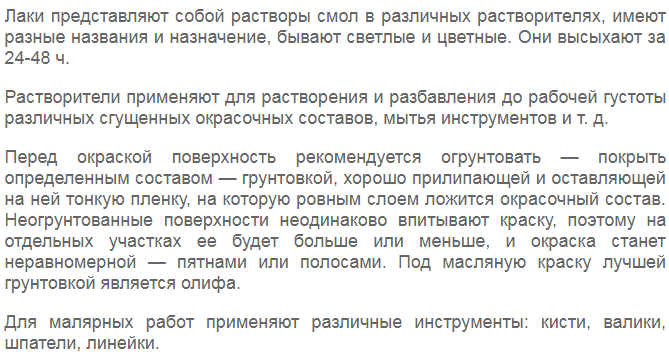 Лаки представляют собой растворы смол в различных растворителях, имеют
разные названия и назначение, бывают светлые и цветные. Они высыхают за
24-48 ч.
Растворители применяют для растворения и разбавления до рабочей густоты
различных сгущенных окрасочных составов, мытья инструментов и т. д.
Перед окраской поверхность рекомендуется огрунтовать — покрыть
определенным составом — грунтовкой, хорошо прилипающей и оставляющей
на ней тонкую пленку, на которую ровным слоем ложится окрасочный состав.
Неогрунтованные поверхности неодинаково впитывают краску, поэтому на
отдельных участках ее будет больше или меньше, и окраска станет
неравномерной — пятнами или полосами. Под масляную краску лучшей
грунтовкой является олифа.
Для малярных работ применяют различные инструменты: кисти, валики,
шпатели, линейки.